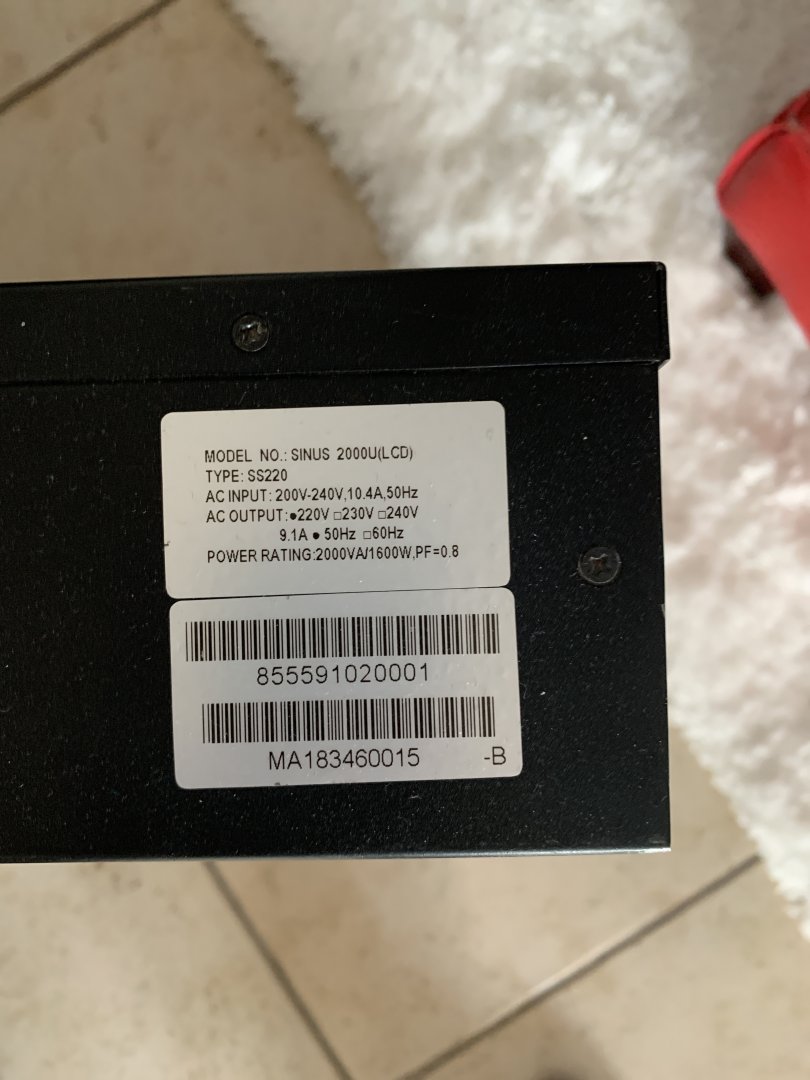 MODEL NO.: SINUS 2000U(LCD)
TYPE: SS220
AC INPUT: 200V-240V,10.4A,50Hz
AC OUTPUT:●220V □230V □240V
9.1A ● 50Hz □60Hz
POWER RATING:2000VA/1600W,PF=0.8
855591020001
MA183460015 -B